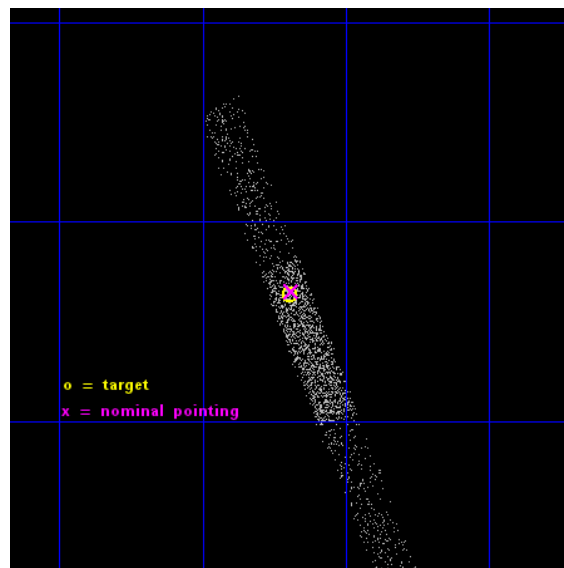 o = target
x = nominal pointing